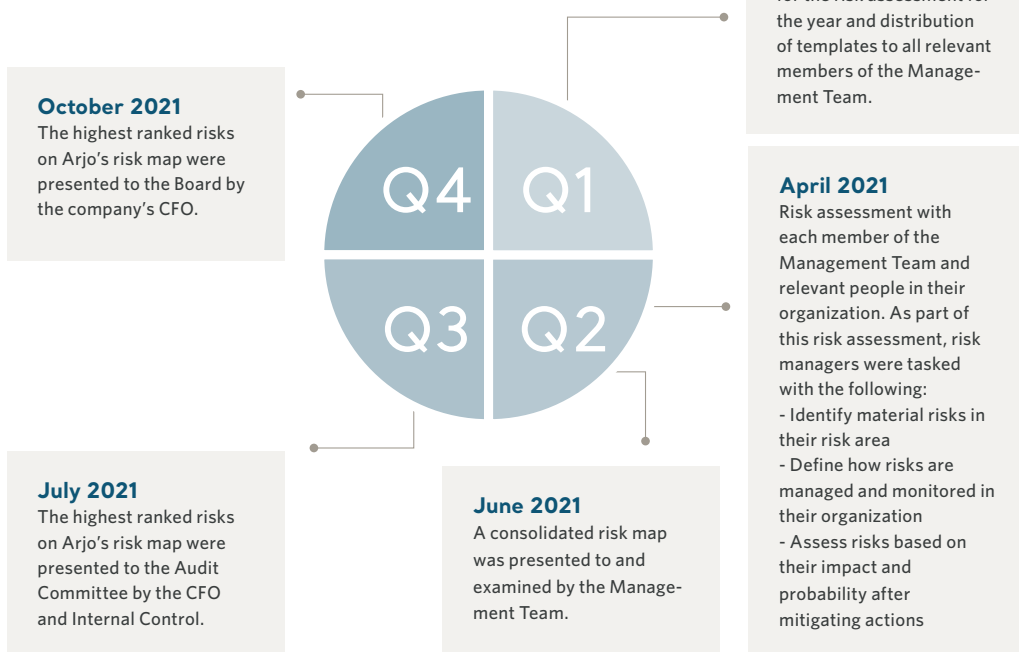 for the risk assessment for
the year and distribution
of templates to all relevant
members of the Manage-
ment Team.
October 2021
The highest ranked risks
on Arjo's risk map were
presented to the Board by
the company's CFO.
Q4
Q1
Q3
Q2
April 2021
Risk assessment with
each member of the
Management Team and
relevant people in their
organization. As part of
this risk assessment, risk
managers were tasked
with the following:
- Identify material risks in
their risk area
- Define how risks are
managed and monitored in
their organization
- Assess risks based on
their impact and
probability after
mitigating actions
July 2021
The highest ranked risks
on Arjo's risk map were
presented to the Audit
Committee by the CFO
and Internal Control.
June 2021
A consolidated risk map
was presented to and
examined by the Manage-
ment Team.